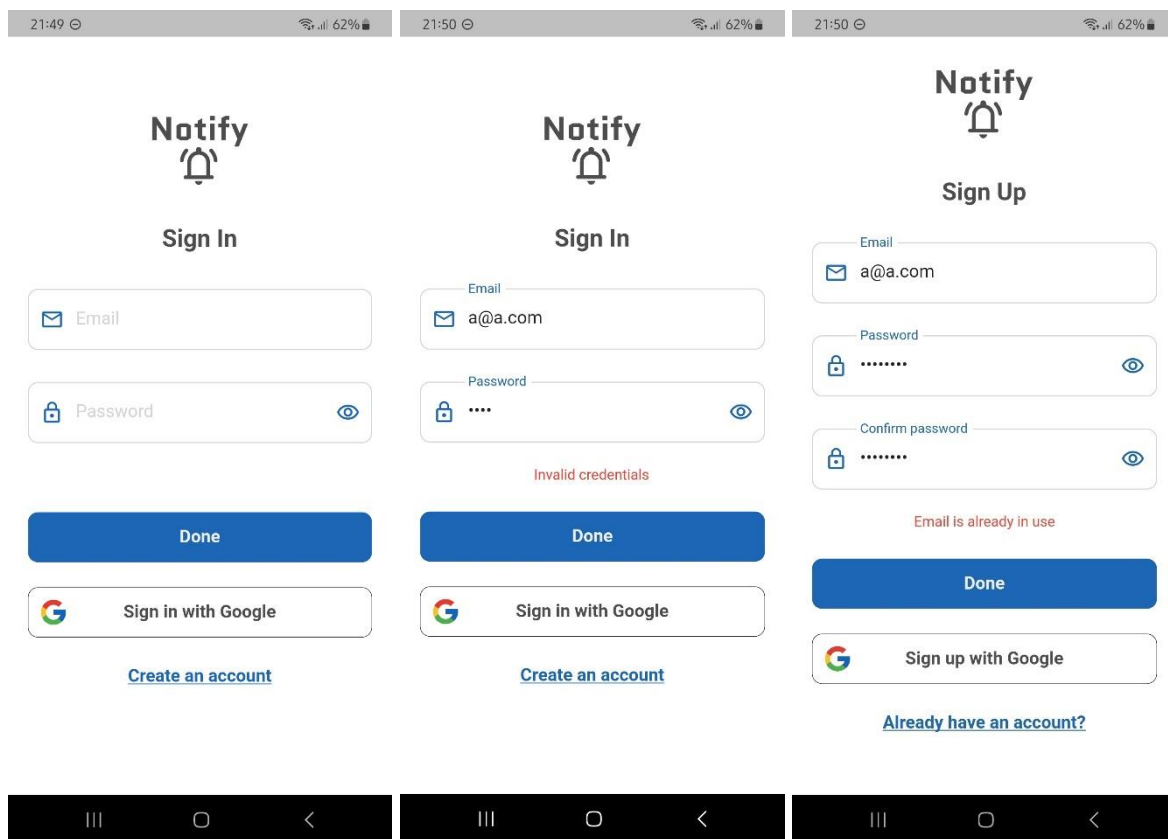 21:49 62%
Notify
Sign In
Email
Password
Done
Sign in with Google
Create an account
21:50 62%
Notify
Sign In
Email
a@a.com
Password
••••
Invalid credentials
Done
Sign in with Google
Create an account
21:50 62%
Notify
Sign Up
Email
a@a.com
Password
••••••••
Confirm password
••••••••
Email is already in use
Done
Sign up with Google
Already have an account?